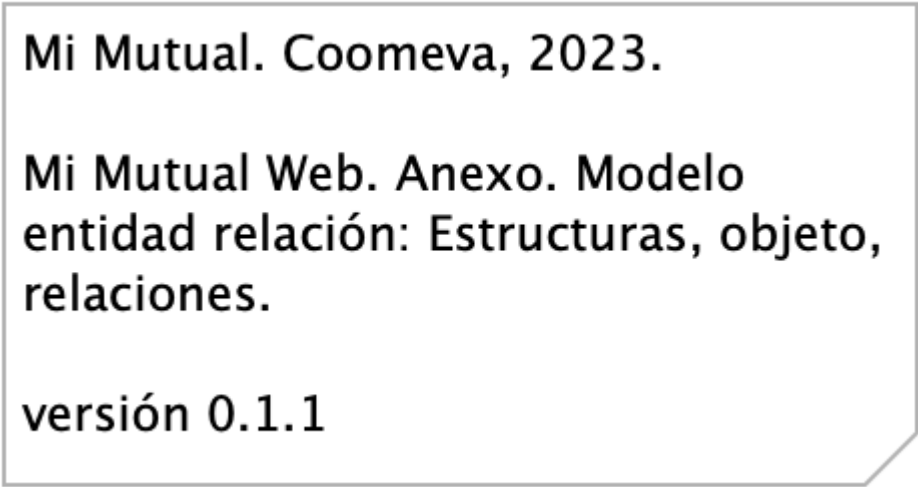 Mi Mutual. Coomeva, 2023.
Mi Mutual Web. Anexo. Modelo
entidad relación: Estructuras, objeto,
relaciones.
versión 0.1.1